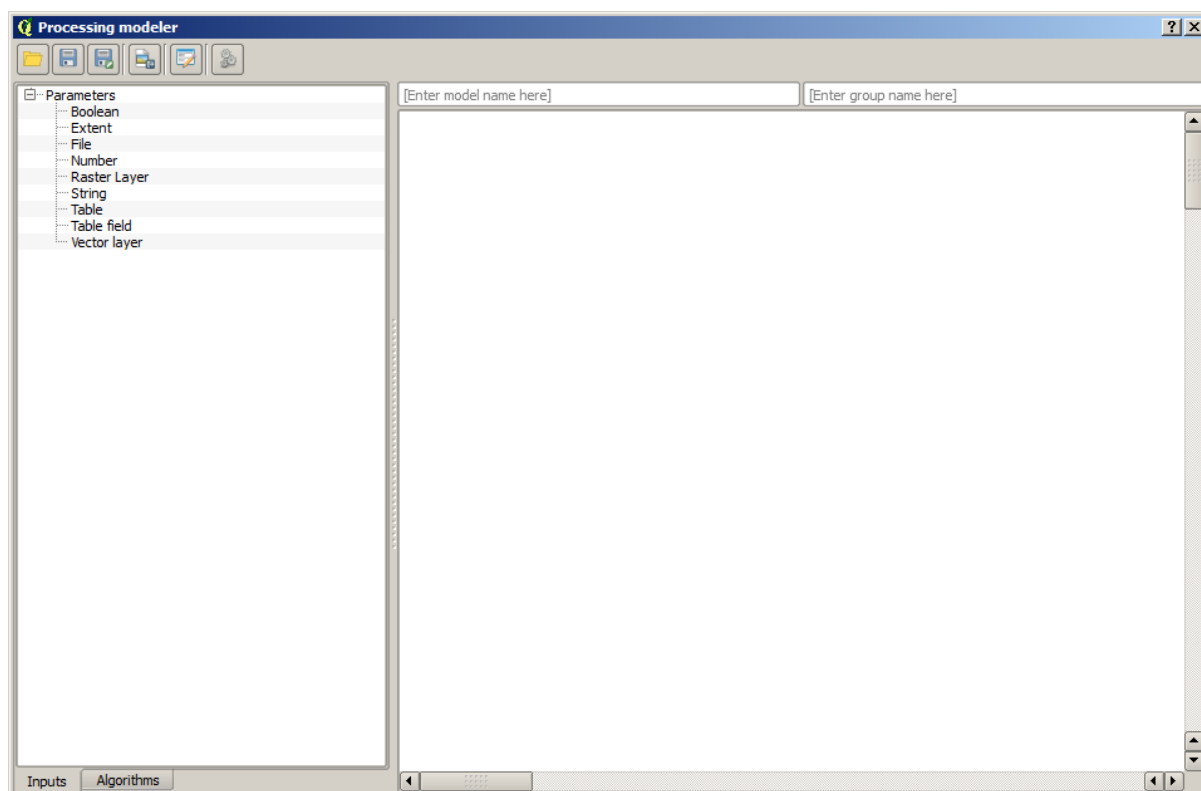 Processing modeler
Parameters
Boolean
Extent
File
Number
Raster Layer
String
Table
Table field
Vector layer
[Enter model name here]
[Enter group name here]
Inputs
Algorithms